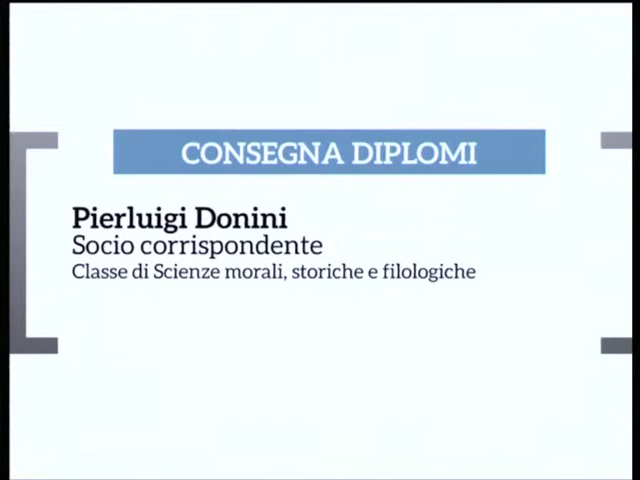 CONSEGNA DIPLOMI
Pierluigi Donini
Socio corrispondente
Classe di Scienze morali, storiche e filologiche